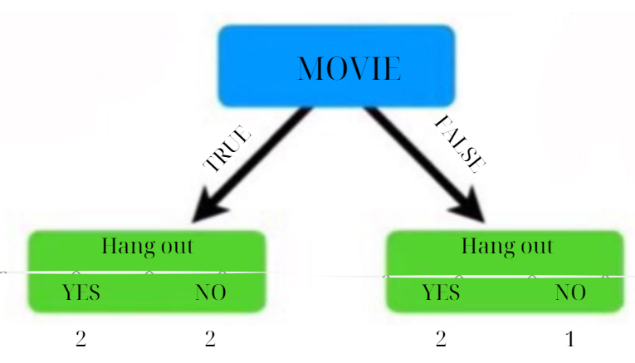 MOVIE
TRUE
FALSE
Hang out
YES NO
2 2
Hang out
YES NO
2 1